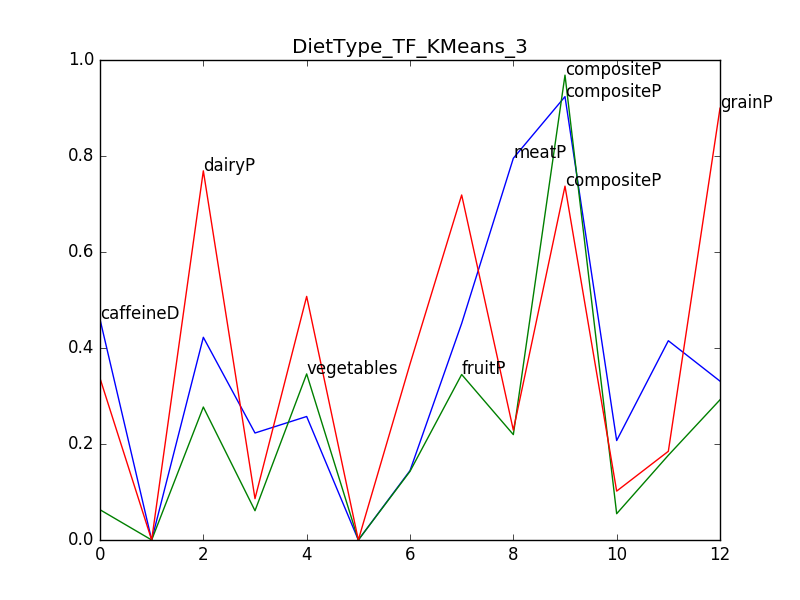 DietType_TF_KMeans_3
1.0
compositeP
compositeP
grainP
0.8
meatP
dairyP
compositeP
0.6
caffeineD
0.4
vegetables
fruitP
0.2
0.0
0 2 4 6 8 10 12